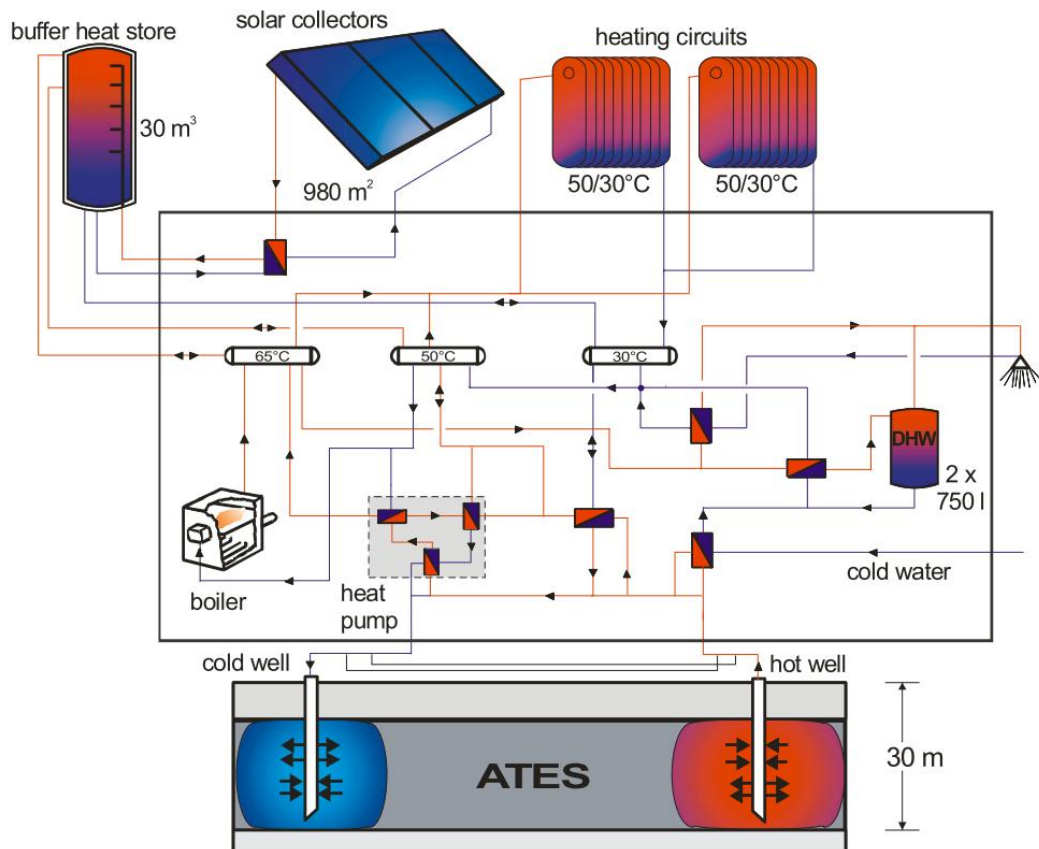 solar collectors
buffer heat store
heating circuits
30 m³
980 m²
50/30°C
50/30°C
65°C
50°C
30°C
DHW
2 x
750 l
cold water
boiler
heat
pump
cold well
hot well
ATES
30 m